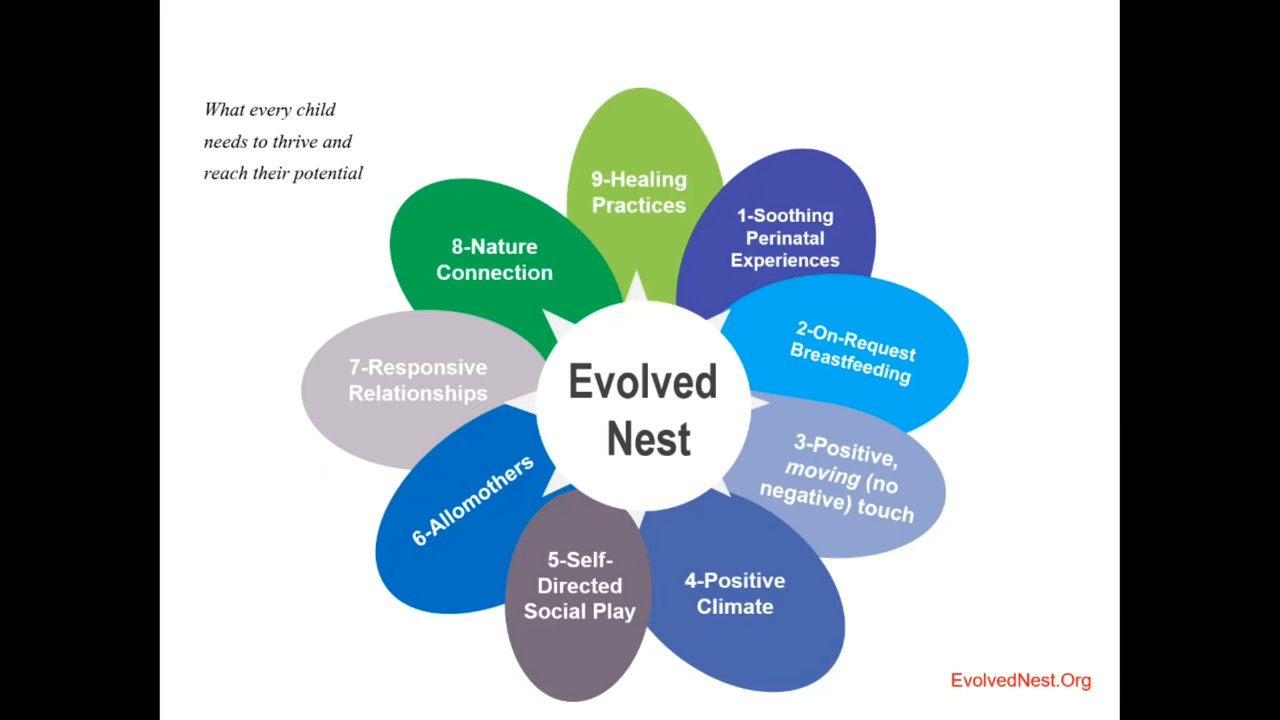 What every child
needs to thrive and
reach their potential
9-Healing
Practices
1-Soothing
Perinatal
Experiences
2-On-Request
Breastfeeding
3-Positive,
moving (no
negative) touch
4-Positive
Climate
5-Self-
Directed
Social Play
6-Allomothers
7-Responsive
Relationships
8-Nature
Connection
Evolved
Nest
EvolvedNest.Org